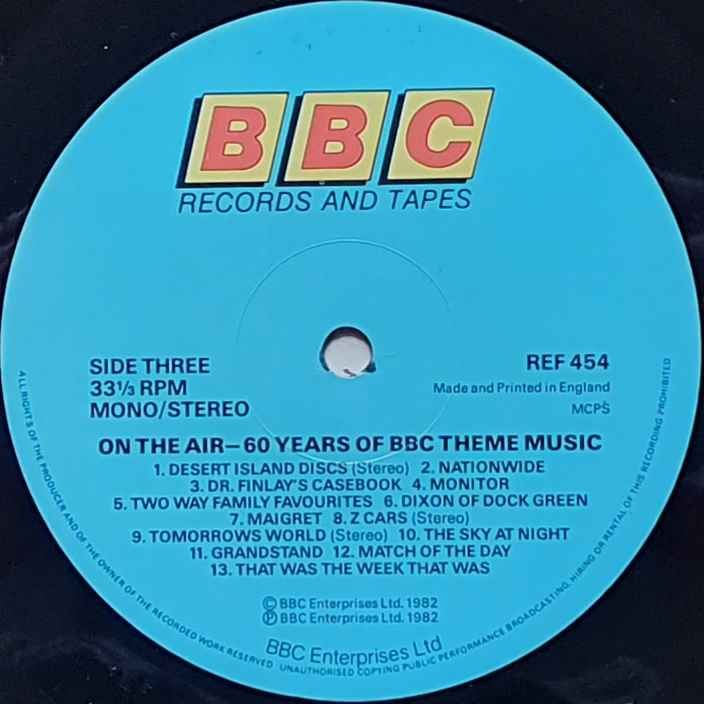 BBC
RECORDS AND TAPES
SIDE THREE
33⅓ RPM
MONO/STEREO
REF 454
Made and Printed in England
MCPS
ON THE AIR—60 YEARS OF BBC THEME MUSIC
1. DESERT ISLAND DISCS (Stereo) 2. NATIONWIDE
3. DR. FINLAY'S CASEBOOK 4. MONITOR
5. TWO WAY FAMILY FAVOURITES 6. DIXON OF DOCK GREEN
7. MAIGRET 8. Z CARS (Stereo)
9. TOMORROWS WORLD (Stereo) 10. THE SKY AT NIGHT
11. GRANDSTAND 12. MATCH OF THE DAY
13. THAT WAS THE WEEK THAT WAS
© BBC Enterprises Ltd. 1982
℗ BBC Enterprises Ltd. 1982
BBC Enterprises Ltd
ALL RIGHTS OF THE PRODUCER AND OF THE OWNER OF THE RECORDED WORK RESERVED UNAUTHORISED COPYING PUBLIC PERFORMANCE BROADCASTING, HIRING OR RENTAL OF THIS RECORDING PROHIBITED